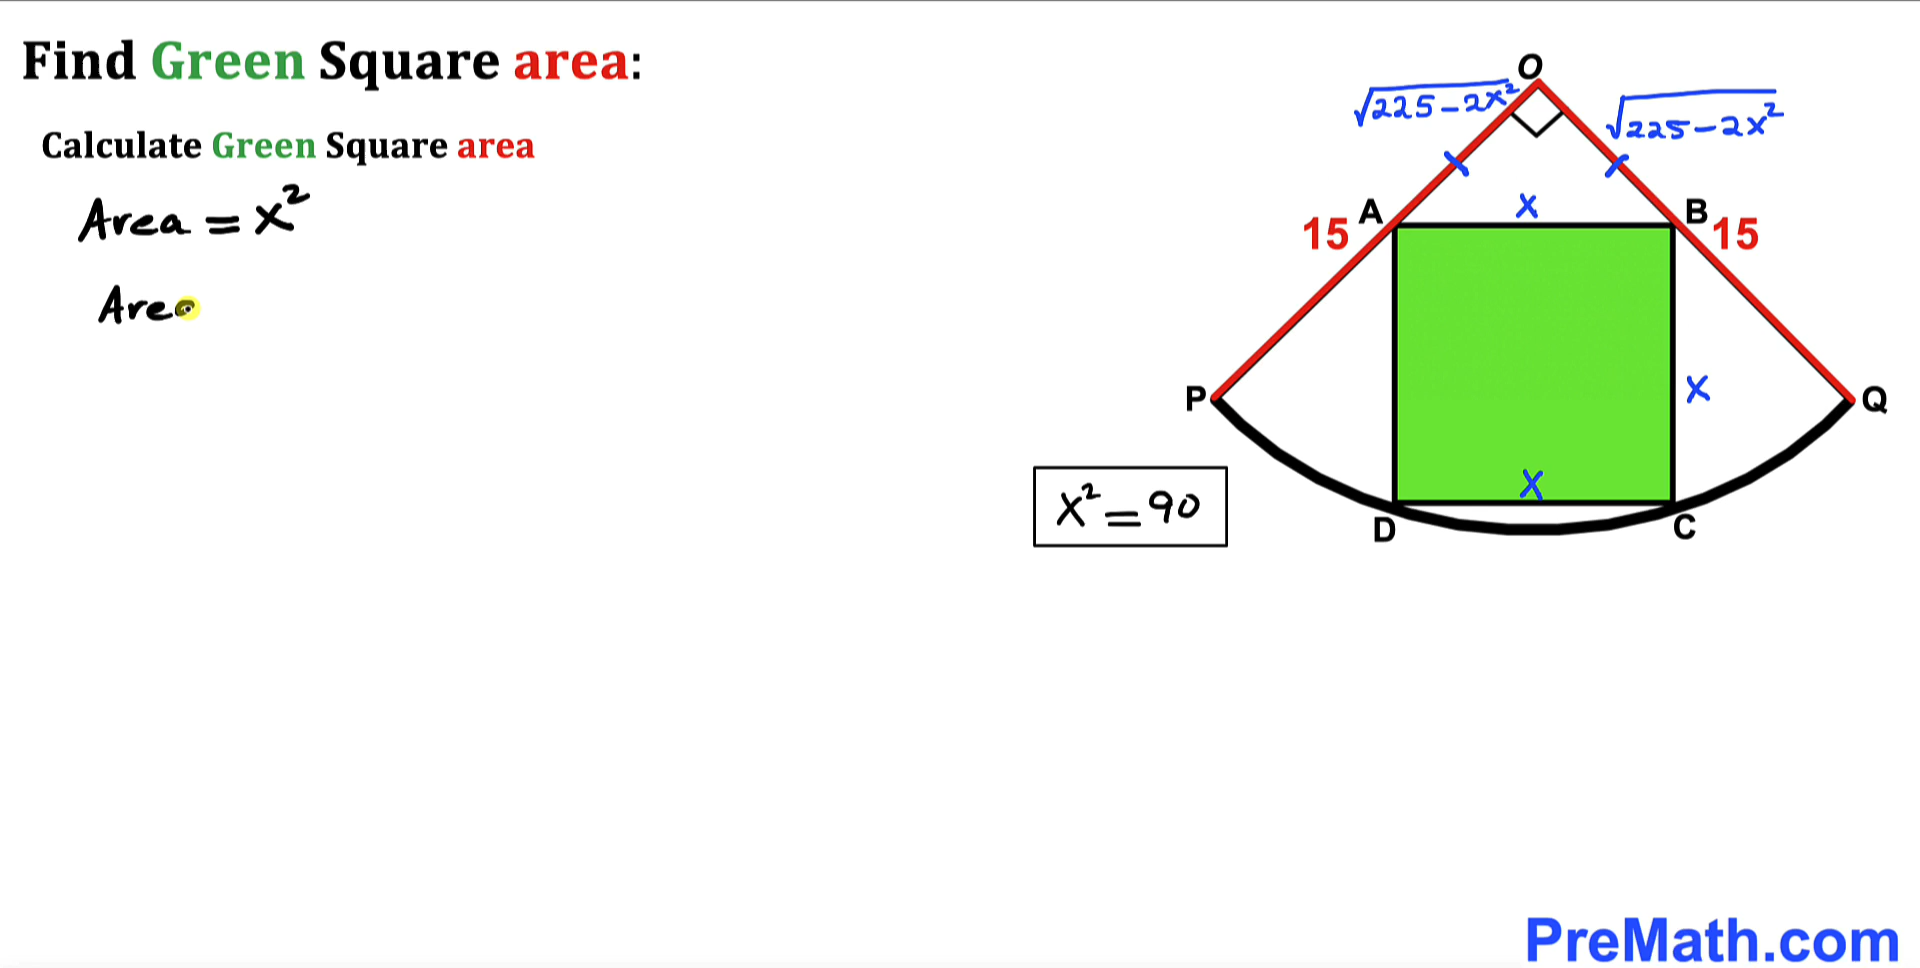 Find Green Square area:
Calculate Green Square area
Area = x²
Area
O
√225-2x²
√225-2x²
A
x
B
15
15
x
P
Q
x
D
C
x² = 90
PreMath.com